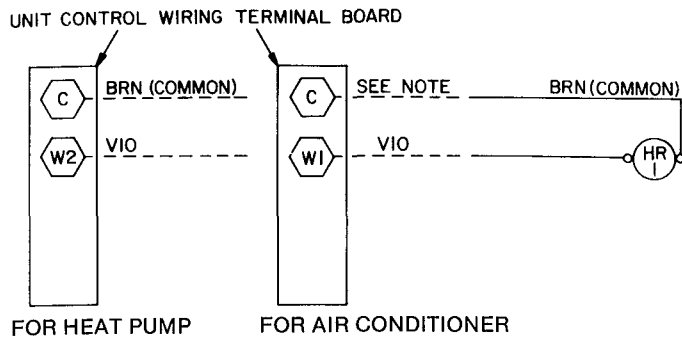 UNIT CONTROL WIRING TERMINAL BOARD
C BRN (COMMON) C SEE NOTE BRN (COMMON)
W2 VIO W1 VIO HR
1
FOR HEAT PUMP FOR AIR CONDITIONER